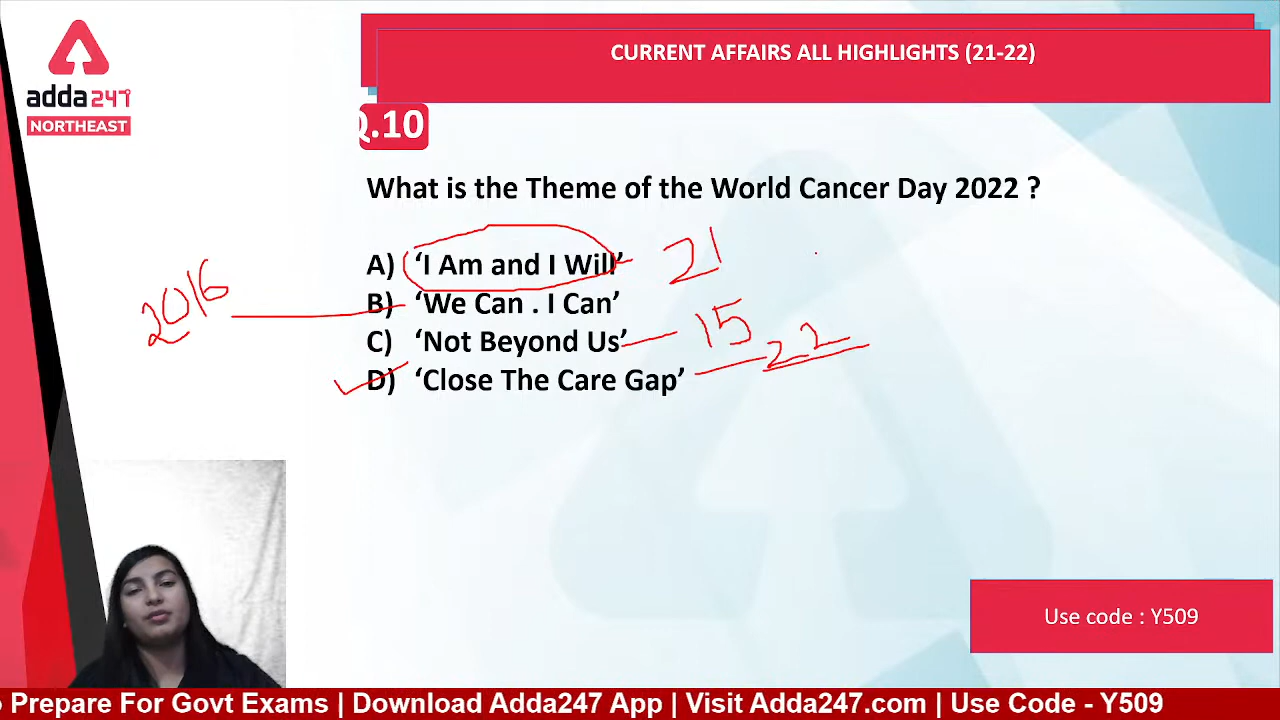 CURRENT AFFAIRS ALL HIGHLIGHTS (21-22)
adda247
NORTHEAST
Q.10
What is the Theme of the World Cancer Day 2022 ?
A) ‘I Am and I Will’ 21
2016 B) ‘We Can . I Can’
C) ‘Not Beyond Us’ 15
D) ‘Close The Care Gap’ 22
Use code : Y509
Prepare For Govt Exams | Download Adda247 App | Visit Adda247.com | Use Code - Y509